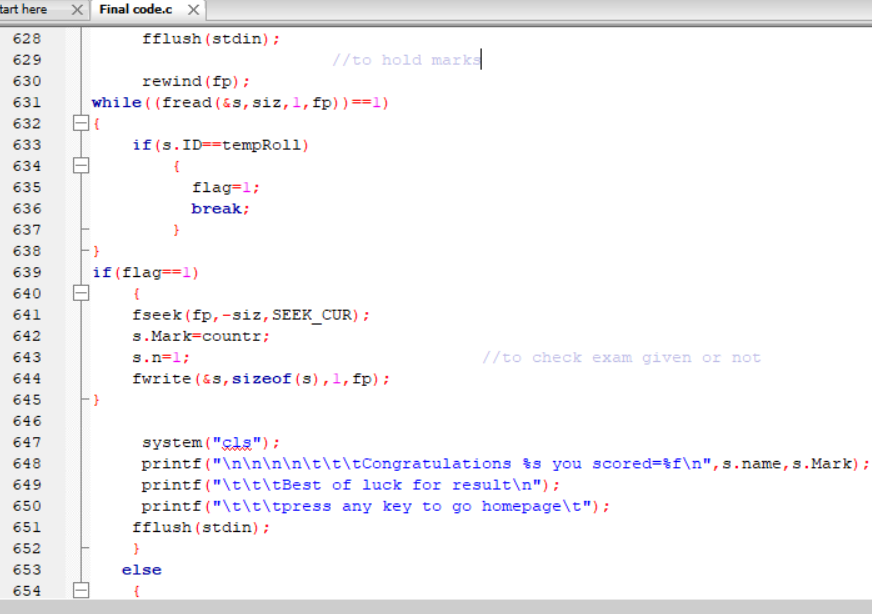 tart here Final code.c
628 fflush(stdin);
629 //to hold marks
630 rewind(fp);
631 while((fread(&s,siz,1,fp))==1)
632 {
633 if(s.ID==tempRoll)
634 {
635 flag=1;
636 break;
637 }
638 }
639 if(flag==1)
640 {
641 fseek(fp,-siz,SEEK_CUR);
642 s.Mark=countr;
643 s.n=1; //to check exam given or not
644 fwrite(&s,sizeof(s),1,fp);
645 }
646
647 system("cls");
648 printf("\n\n\n\n\t\t\tCongratulations %s you scored=%f\n",s.name,s.Mark);
649 printf("\t\t\tBest of luck for result\n");
650 printf("\t\t\tpress any key to go homepage\t");
651 fflush(stdin);
652 }
653 else
654 {